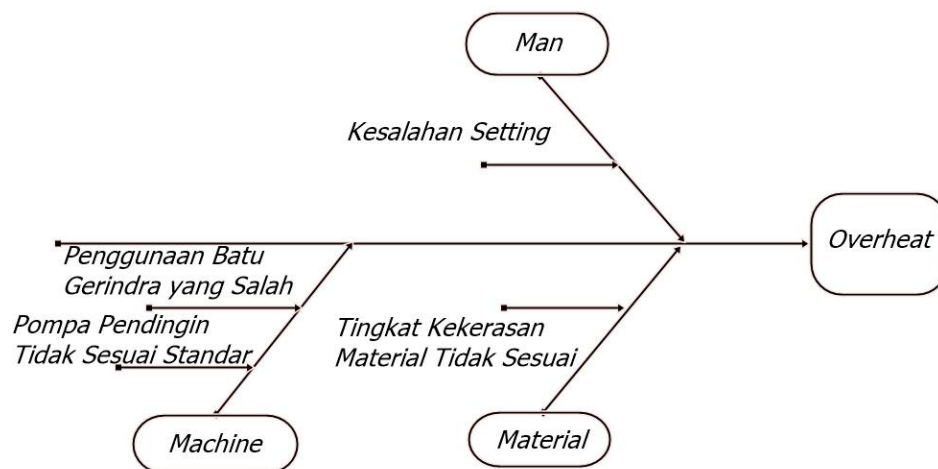 Man
Kesalahan Setting
Overheat
Penggunaan Batu
Gerindra yang Salah
Pompa Pendingin
Tidak Sesuai Standar
Tingkat Kekerasan
Material Tidak Sesuai
Machine
Material